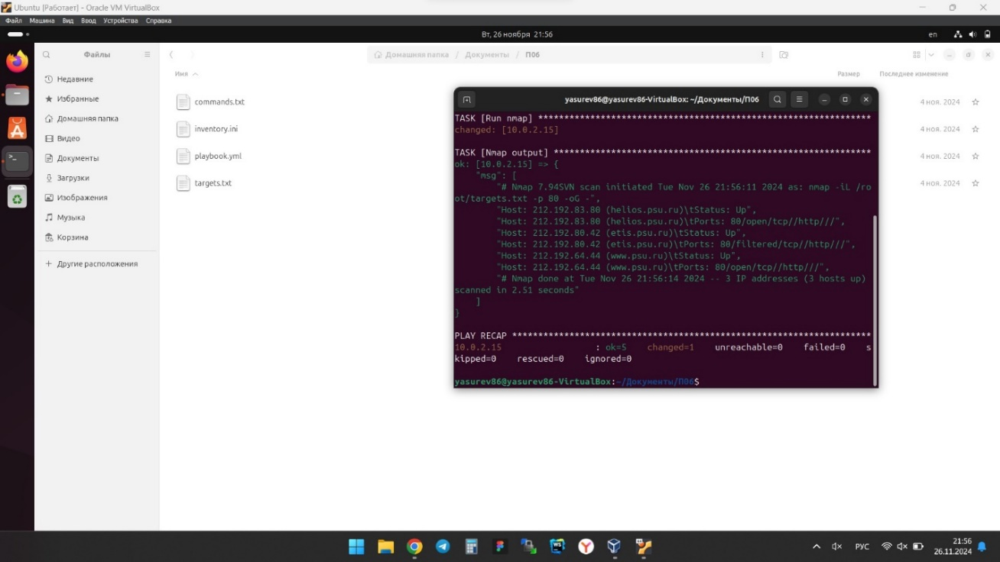 Ubuntu [Работает] - Oracle VM VirtualBox
Файл Машина Вид Ввод Устройства Справка
Вт, 26 ноября 21:56
en
Файлы
Домашняя папка / Документы / П06
Имя
Размер
Последнее изменение
Недавние
Избранные
Домашняя папка
Видео
Документы
Загрузки
Изображения
Музыка
Корзина
+ Другие расположения
commands.txt
4 ноя. 2024
inventory.ini
4 ноя. 2024
playbook.yml
4 ноя. 2024
targets.txt
4 ноя. 2024
yasurev86@yasurev86-VirtualBox: ~/Документы/П06
TASK [Run nmap] ****************************************************************
changed: [10.0.2.15]
TASK [Nmap output] *************************************************************
ok: [10.0.2.15] => {
"msg": [
"# Nmap 7.94SVN scan initiated Tue Nov 26 21:56:11 2024 as: nmap -iL /ro
ot/targets.txt -p 80 -oG -",
"Host: 212.192.83.80 (helios.psu.ru)\tStatus: Up",
"Host: 212.192.83.80 (helios.psu.ru)\tPorts: 80/open/tcp//http///",
"Host: 212.192.80.42 (etis.psu.ru)\tStatus: Up",
"Host: 212.192.80.42 (etis.psu.ru)\tPorts: 80/filtered/tcp//http///",
"Host: 212.192.64.44 (www.psu.ru)\tStatus: Up",
"Host: 212.192.64.44 (www.psu.ru)\tPorts: 80/open/tcp//http///",
"# Nmap done at Tue Nov 26 21:56:14 2024 -- 3 IP addresses (3 hosts up)
scanned in 2.51 seconds"
]
}
PLAY RECAP *********************************************************************
10.0.2.15 : ok=5 changed=1 unreachable=0 failed=0 s
kipped=0 rescued=0 ignored=0
yasurev86@yasurev86-VirtualBox:~/Документы/П06$
РУС
21:56
26.11.2024